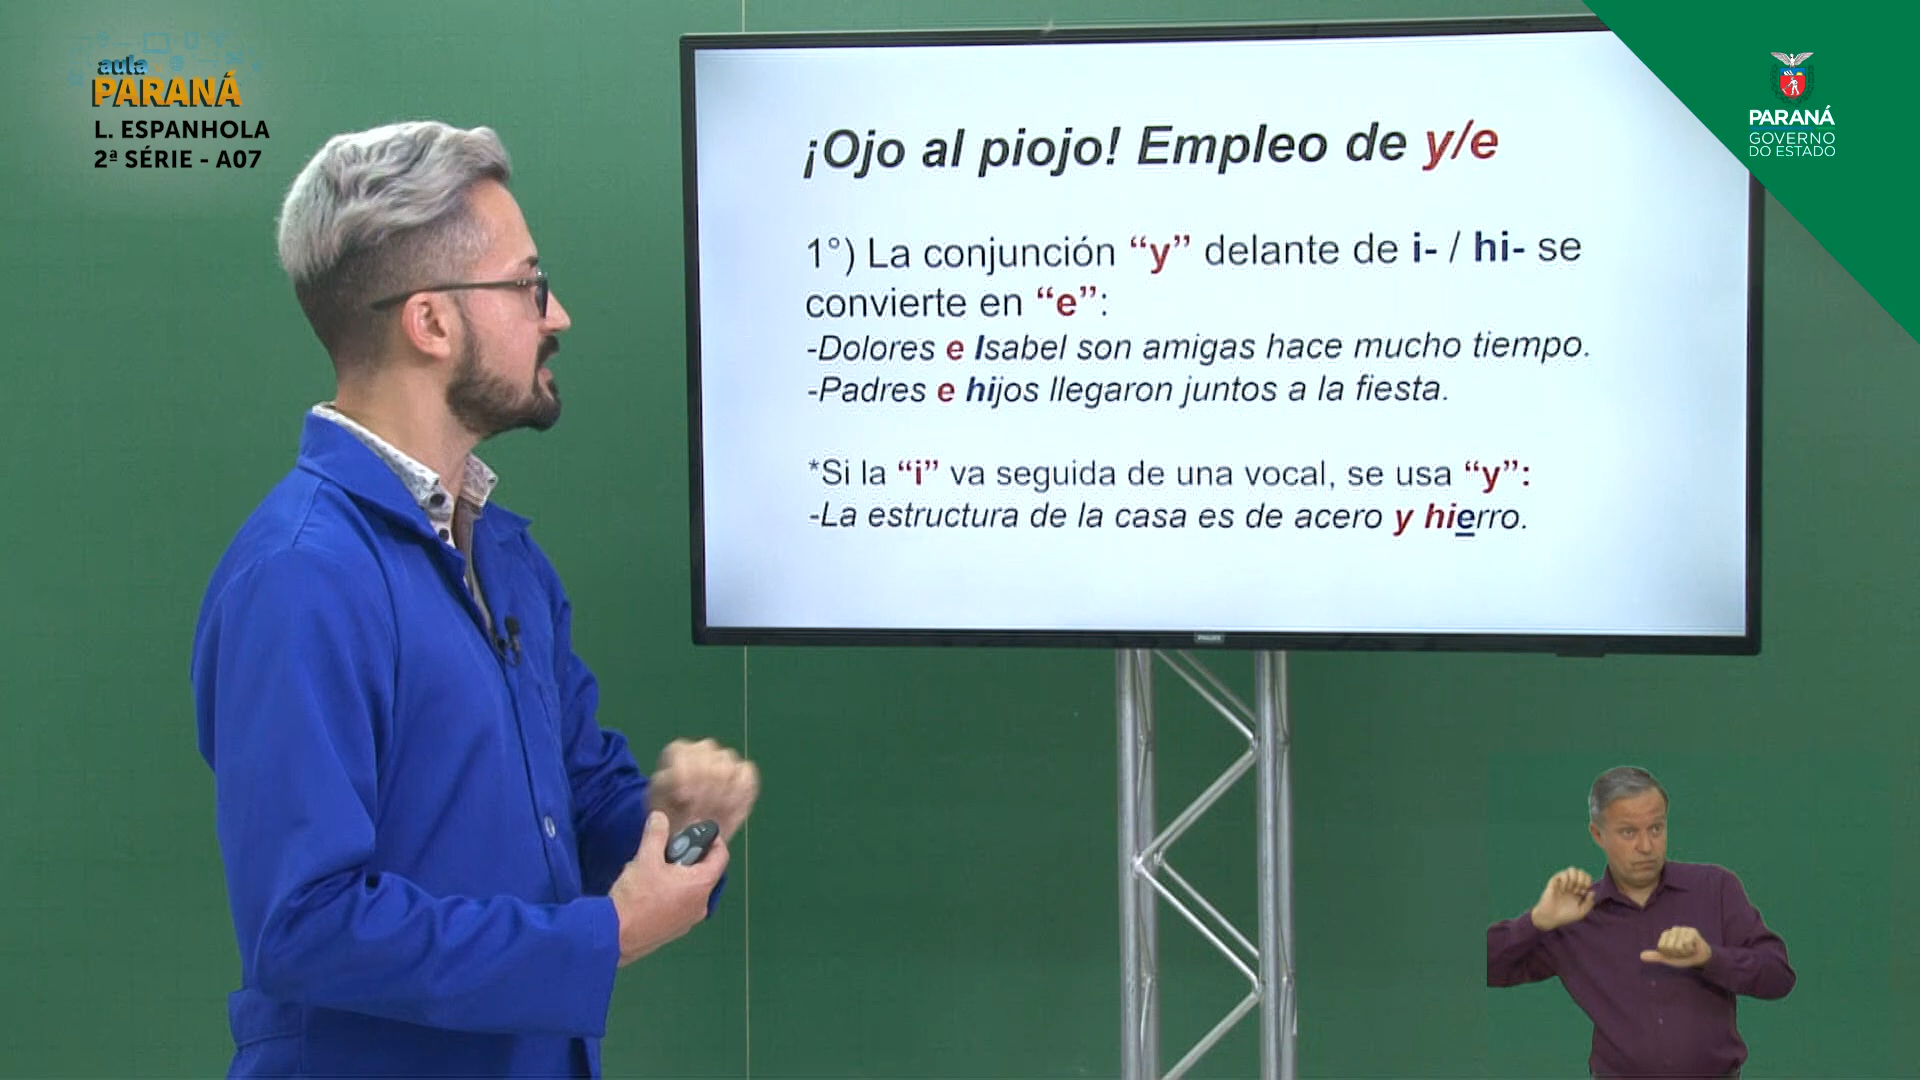 aula
PARANÁ
L. ESPANHOLA
2ª SÉRIE - A07
¡Ojo al piojo! Empleo de y/e
1°) La conjunción “y” delante de i- / hi- se
convierte en “e”:
-Dolores e Isabel son amigas hace mucho tiempo.
-Padres e hijos llegaron juntos a la fiesta.
*Si la “i” va seguida de una vocal, se usa “y”:
-La estructura de la casa es de acero y hierro.
PHILIPS
PARANÁ
GOVERNO
DO ESTADO